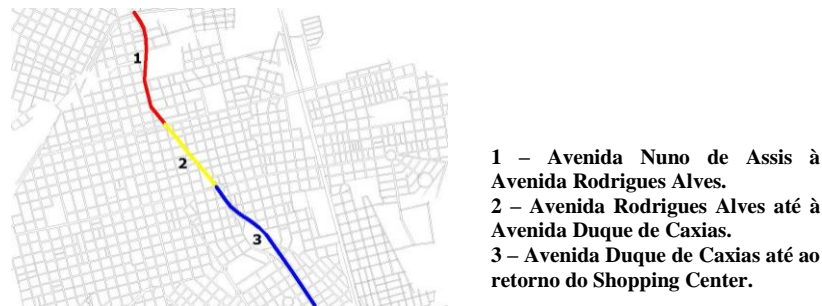 1
2
3
1 – Avenida Nuno de Assis à
Avenida Rodrigues Alves.
2 – Avenida Rodrigues Alves até à
Avenida Duque de Caxias.
3 – Avenida Duque de Caxias até ao
retorno do Shopping Center.